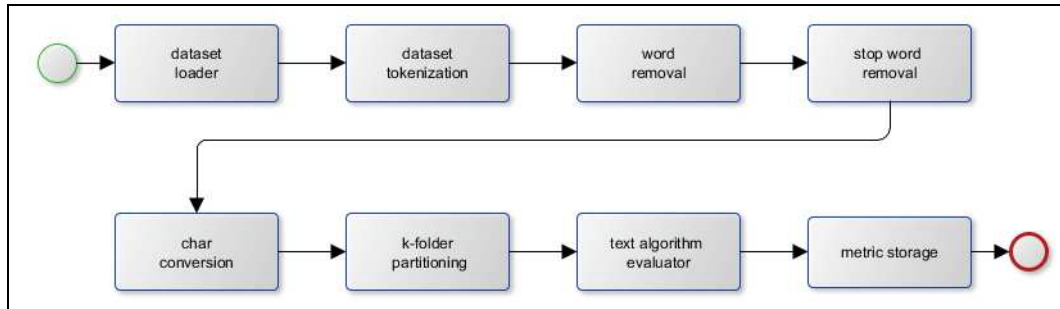 dataset
loader
dataset
tokenization
word
removal
stop word
removal
char
conversion
k-folder
partitioning
text algorithm
evaluator
metric storage